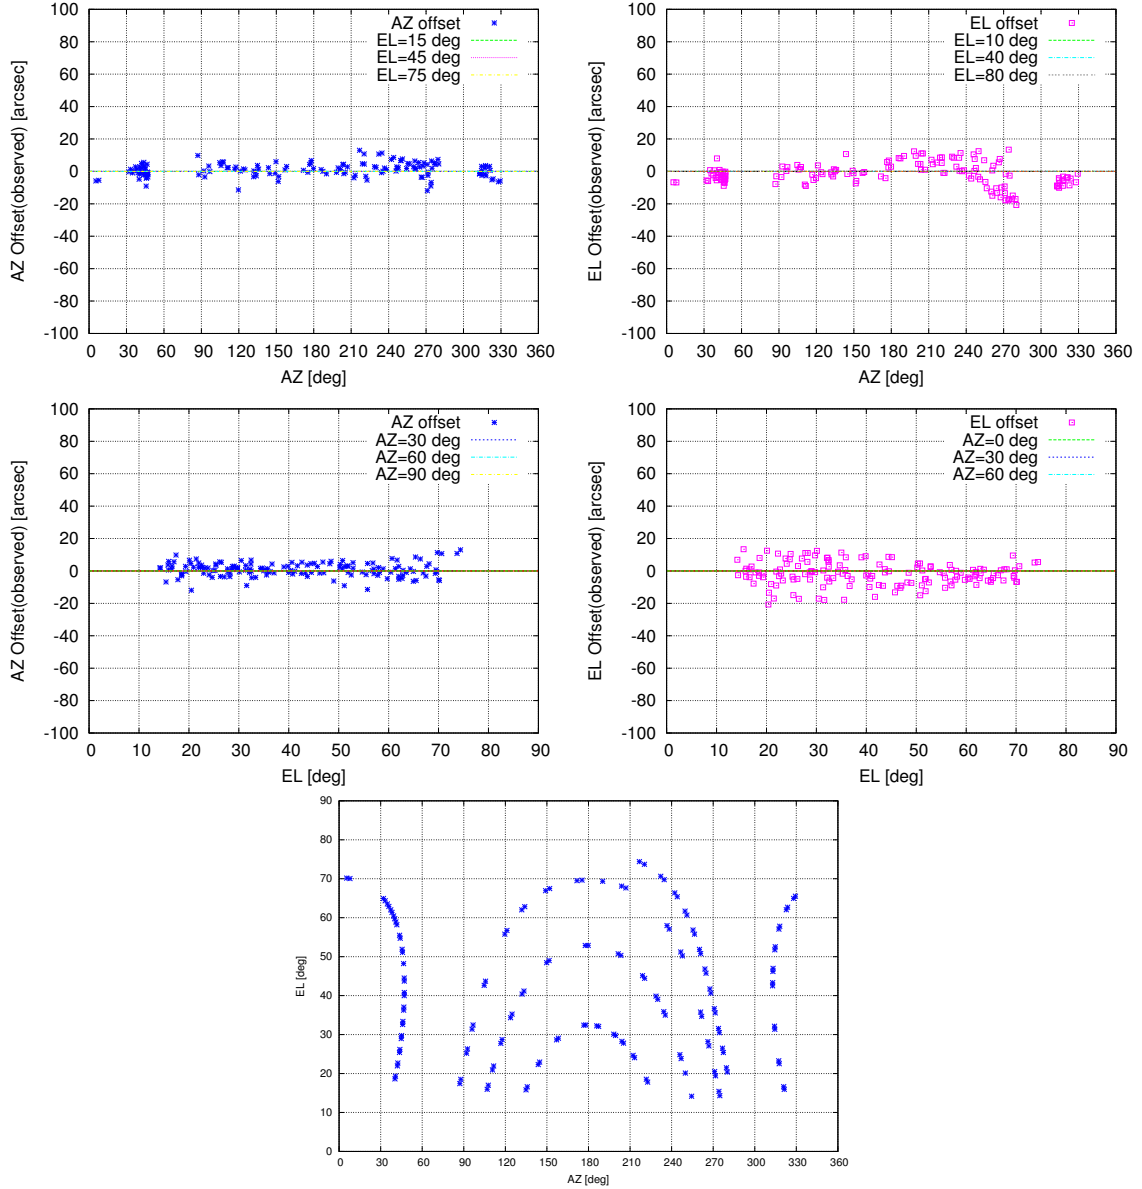 100
80
60
40
20
0
-20
-40
-60
-80
-100
AZ Offset(observed) [arcsec]
AZ offset
EL=15 deg
EL=45 deg
EL=75 deg
0 30 60 90 120 150 180 210 240 270 300 330 360
AZ [deg]
100
80
60
40
20
0
-20
-40
-60
-80
-100
EL Offset(observed) [arcsec]
EL offset
EL=10 deg
EL=40 deg
EL=80 deg
0 30 60 90 120 150 180 210 240 270 300 330 360
AZ [deg]
100
80
60
40
20
0
-20
-40
-60
-80
-100
AZ Offset(observed) [arcsec]
AZ offset
AZ=30 deg
AZ=60 deg
AZ=90 deg
0 10 20 30 40 50 60 70 80 90
EL [deg]
100
80
60
40
20
0
-20
-40
-60
-80
-100
EL Offset(observed) [arcsec]
EL offset
AZ=0 deg
AZ=30 deg
AZ=60 deg
0 10 20 30 40 50 60 70 80 90
EL [deg]
90
80
70
60
50
40
30
20
10
0
EL [deg]
0 30 60 90 120 150 180 210 240 270 300 330 360
AZ [deg]